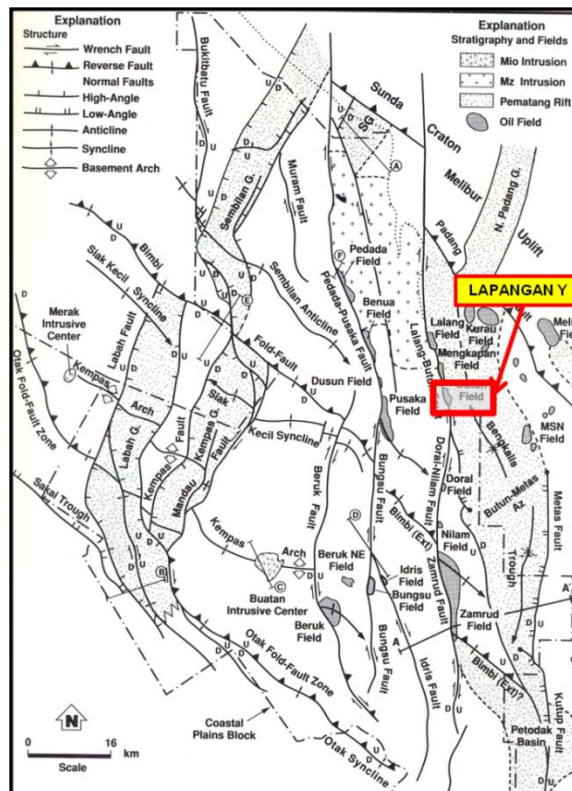 Explanation
Structure
Wrench Fault
Reverse Fault
Normal Faults
High-Angle
Low-Angle
Anticline
Syncline
Basement Arch
Explanation
Stratigraphy and Fields
Mio Intrusion
Mz Intrusion
Pematang Rift
Oil Field
Bukitbatu Fault
Sembilan G.
Muram Fault
Sunda
Craton
Melibur
Uplift
N. Padang G.
Padang
SG
A
LAPANGAN Y
Bimbi
Slak Kecil
Syncline
Merak
Intrusive
Center
Kempas
Labah Fault
Otak Fold-Fault Zone
Arch
Labah G.
Kempas
Fault
Kempas G.
Mandau
Fault
Slak
Fold-Fault
Sembilan Anticline
E
F
Pedada
Field
Benua
Field
Pedada-Pusaka Fault
Dusun Field
Kecil Syncline
Pusaka
Field
Lalang
Field
Kurau
Field
Mengkapan
Field
Field
Bengkalis
MSN
Field
Doral-Nilam Fault
Doral
Field
Butun-Metas
Az
Metas Fault
Beruk Fault
Bungsu Fault
D
Bimbi (Ext)
Nilam
Field
Trough
Sakal Trough
B
Kempas
Arch
Buatan
Intrusive Center
C
Beruk NE
Field
Idris
Field
Bungsu
Field
Zamrud Fault
Zamrud
Field
A
A'
Beruk
Field
Otak Fold-Fault Zone
Bungsu Fault
Idris Fault
Bimbi (Ext)?
Kutup Fault
Petodak
Basin
Coastal
Plains Block
Otak Syncline
N
0
16
km
Scale